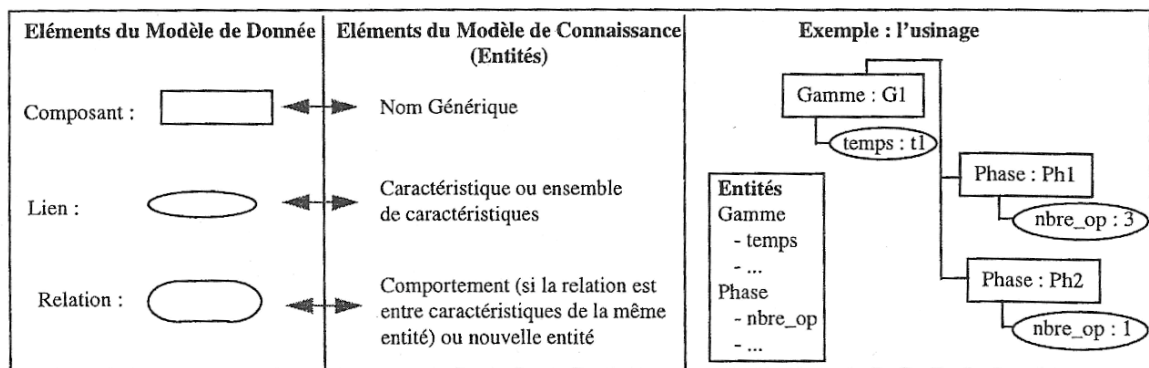 Eléments du Modèle de Donnée
Composant :
Lien :
Relation :
Eléments du Modèle de Connaissance
(Entités)
Nom Générique
Caractéristique ou ensemble
de caractéristiques
Comportement (si la relation est
entre caractéristiques de la même
entité) ou nouvelle entité
Exemple : l'usinage
Gamme : G1
temps : t1
Phase : Ph1
nbre_op : 3
Phase : Ph2
nbre_op : 1
Entités
Gamme
- temps
- ...
Phase
- nbre_op
- ...